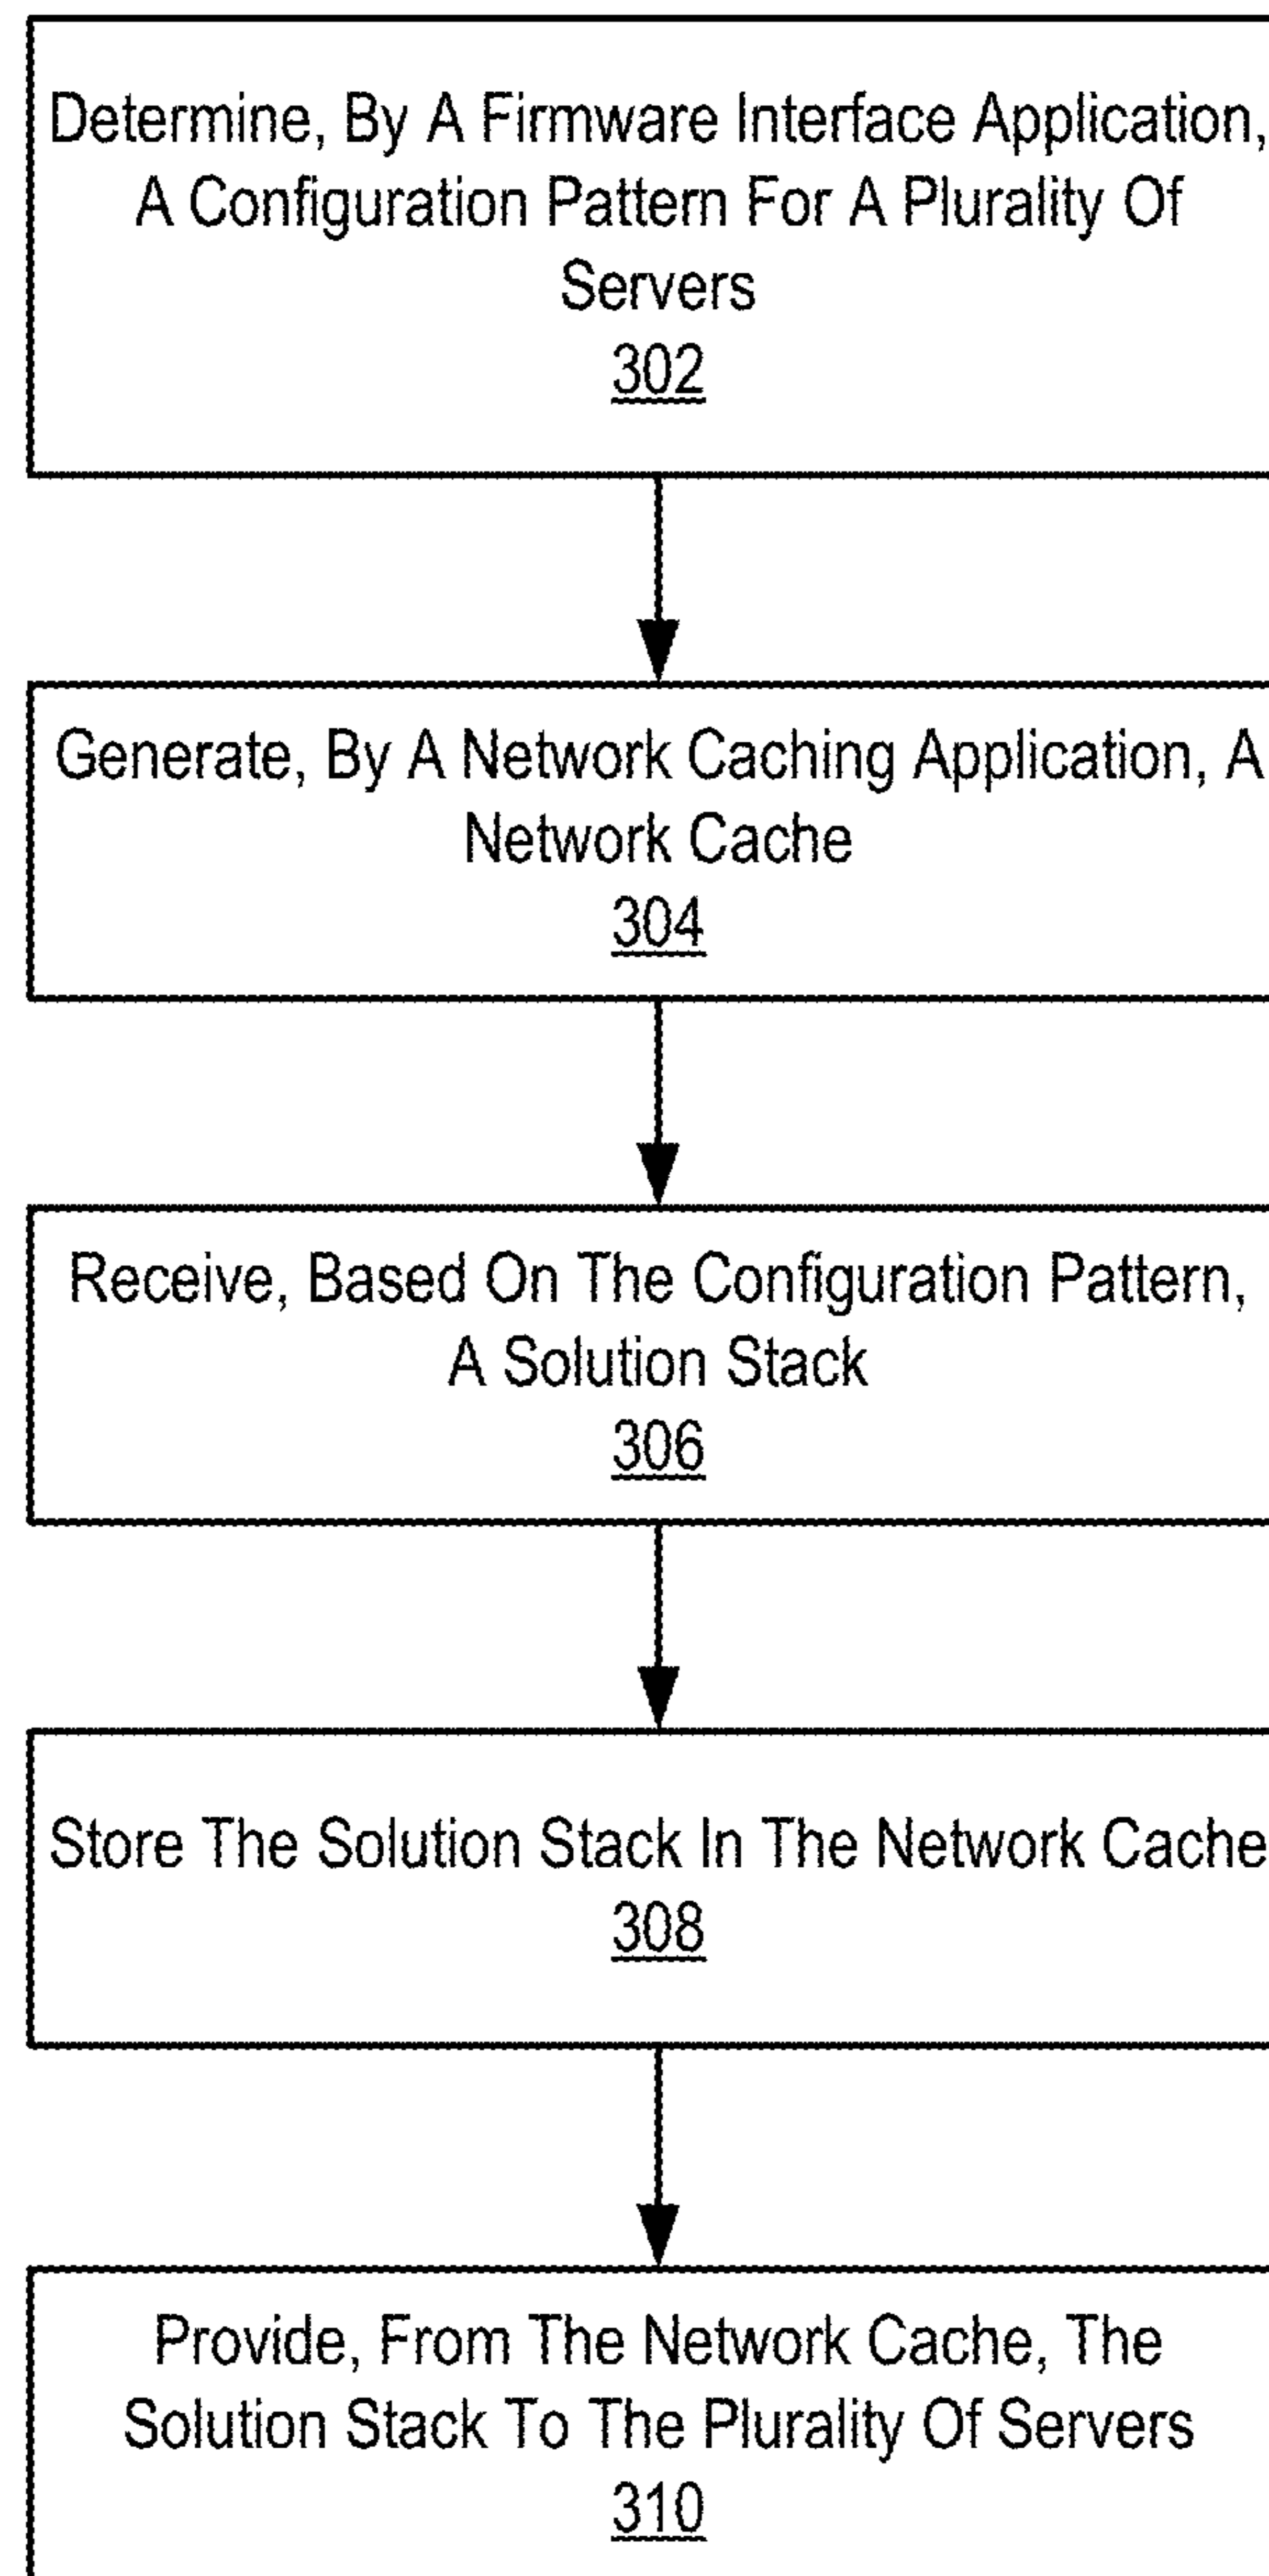 Determine, By A Firmware Interface Application,
A Configuration Pattern For A Plurality Of
Servers
302
Generate, By A Network Caching Application, A
Network Cache
304
Receive, Based On The Configuration Pattern,
A Solution Stack
306
Store The Solution Stack In The Network Cache
308
Provide, From The Network Cache, The
Solution Stack To The Plurality Of Servers
310